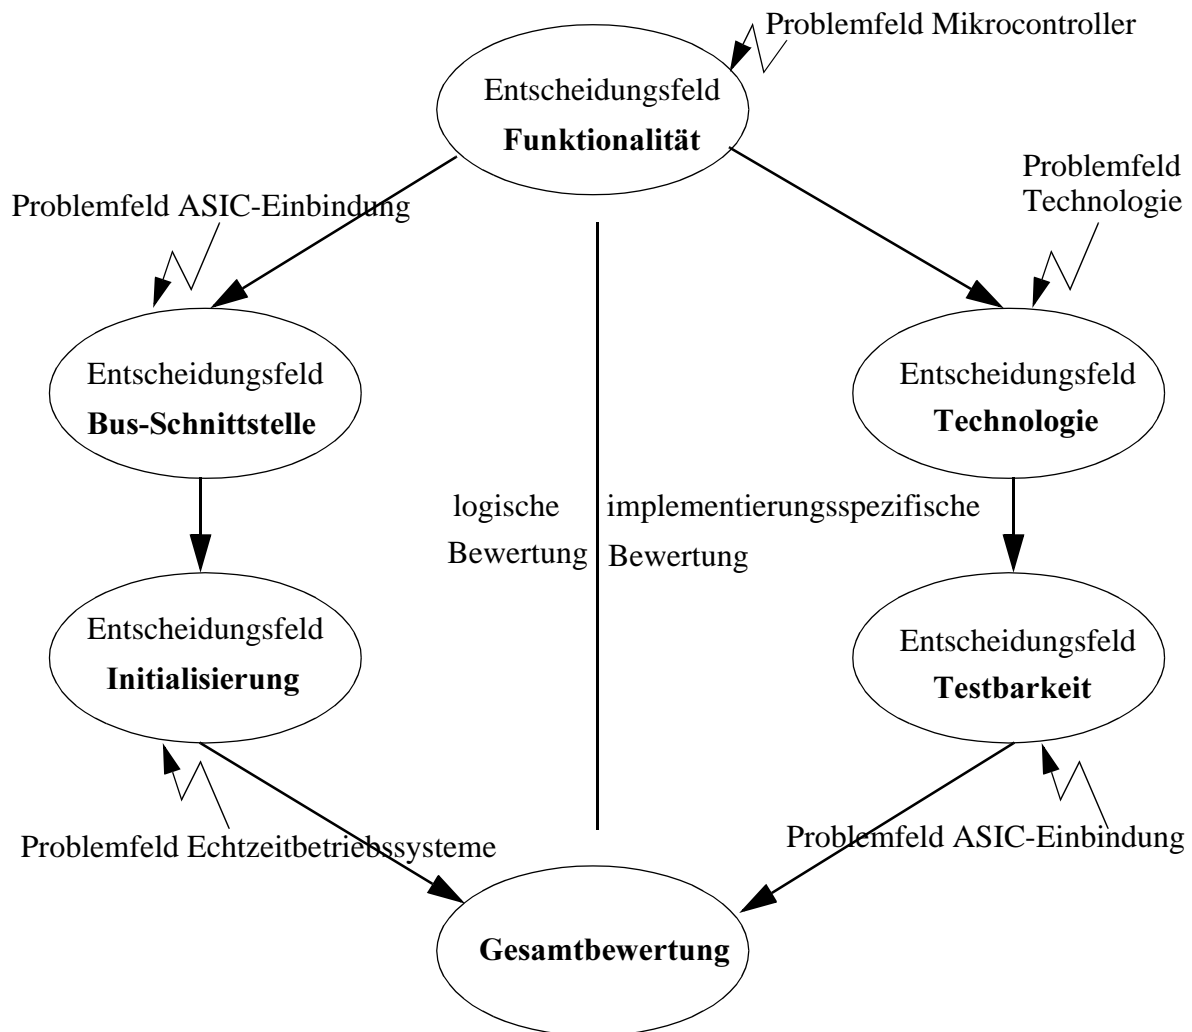 Problemfeld Mikrocontroller
Entscheidungsfeld
Funktionalität
Problemfeld
Technologie
Problemfeld ASIC-Einbindung
Entscheidungsfeld
Bus-Schnittstelle
Entscheidungsfeld
Technologie
logische
Bewertung
implementierungsspezifische
Bewertung
Entscheidungsfeld
Initialisierung
Entscheidungsfeld
Testbarkeit
Problemfeld Echtzeitbetriebssysteme
Problemfeld ASIC-Einbindung
Gesamtbewertung